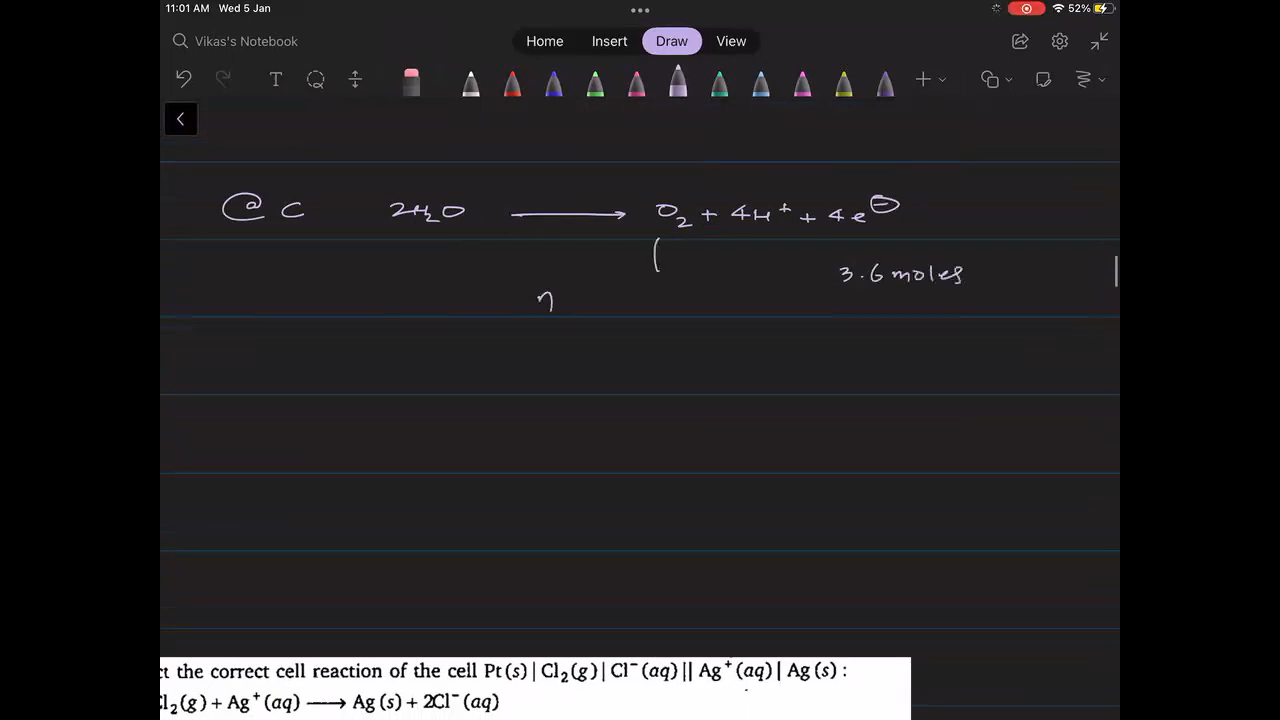 11:01 AM Wed 5 Jan
52%
Vikas's Notebook
Home Insert Draw View
@ C 2H₂O ⟶ O₂ + 4H⁺ + 4e⊖
3.6 moles
η
ct the correct cell reaction of the cell Pt(s) | Cl₂(g) | Cl⁻(aq) || Ag⁺(aq) | Ag(s) :
Cl₂(g) + Ag⁺(aq) ⟶ Ag(s) + 2Cl⁻(aq)